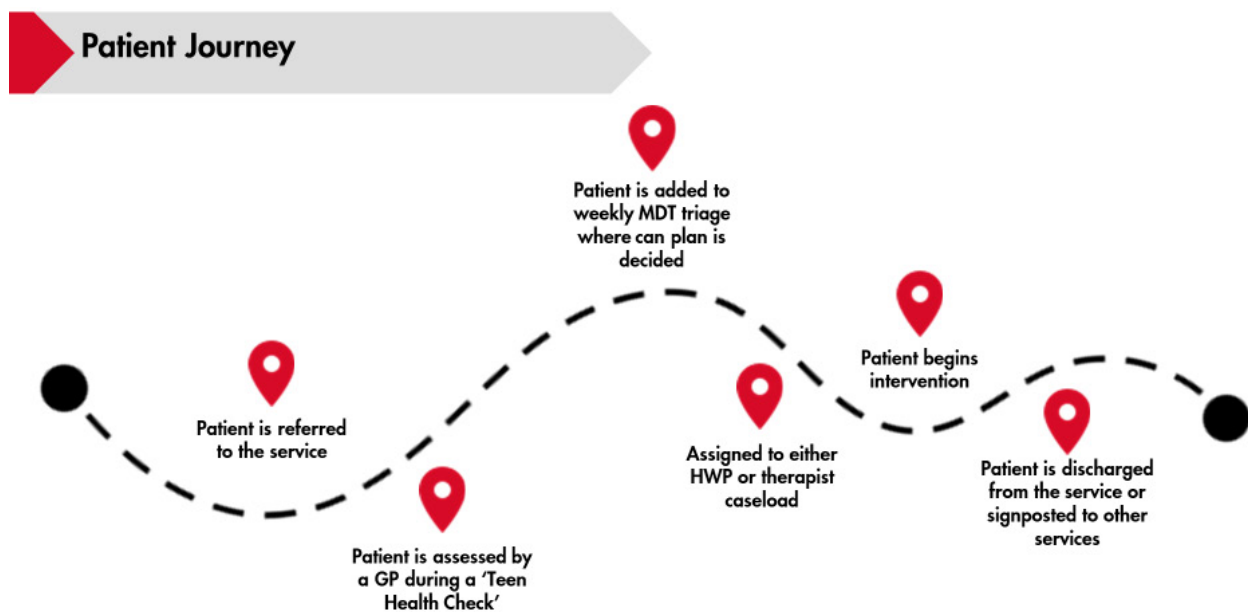 Patient Journey
Patient is referred
to the service
Patient is assessed by
a GP during a ‘Teen
Health Check’
Patient is added to
weekly MDT triage
where can plan is
decided
Assigned to either
HWP or therapist
caseload
Patient begins
intervention
Patient is discharged
from the service or
signposted to other
services